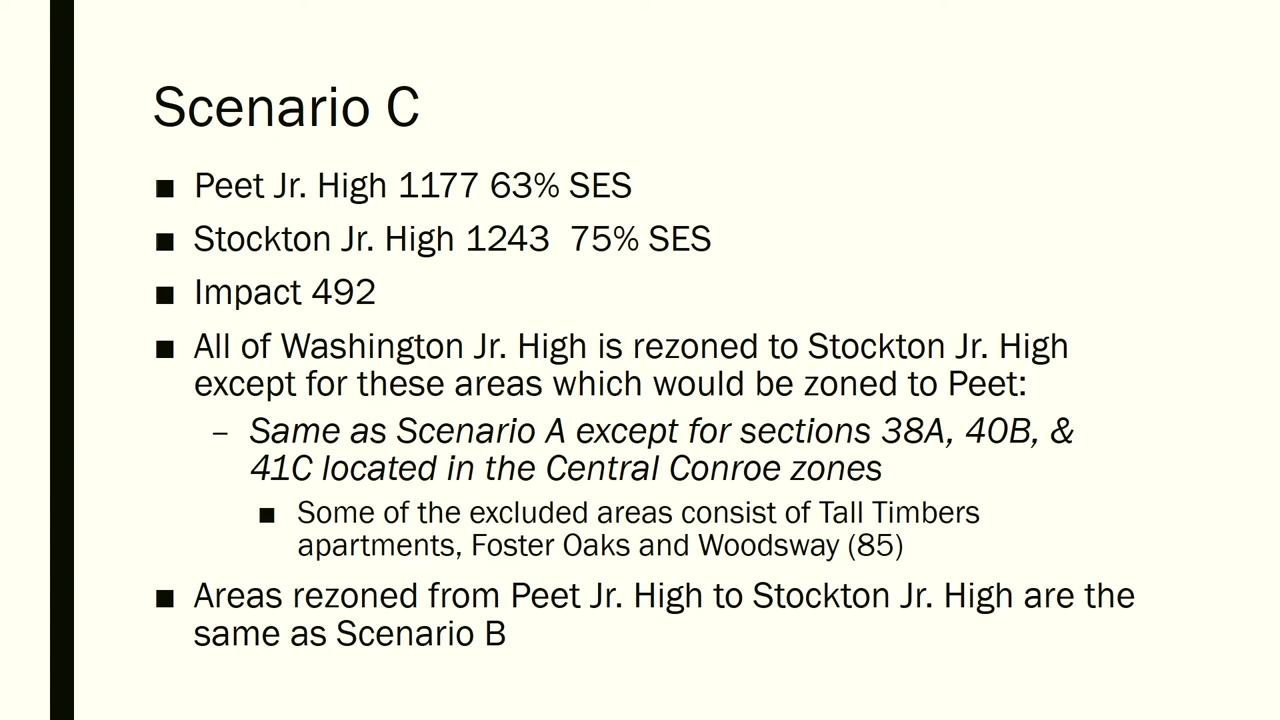 Scenario C
■ Peet Jr. High 1177 63% SES
■ Stockton Jr. High 1243  75% SES
■ Impact 492
■ All of Washington Jr. High is rezoned to Stockton Jr. High
except for these areas which would be zoned to Peet:
– Same as Scenario A except for sections 38A, 40B, &
41C located in the Central Conroe zones
■ Some of the excluded areas consist of Tall Timbers
apartments, Foster Oaks and Woodsway (85)
■ Areas rezoned from Peet Jr. High to Stockton Jr. High are the
same as Scenario B